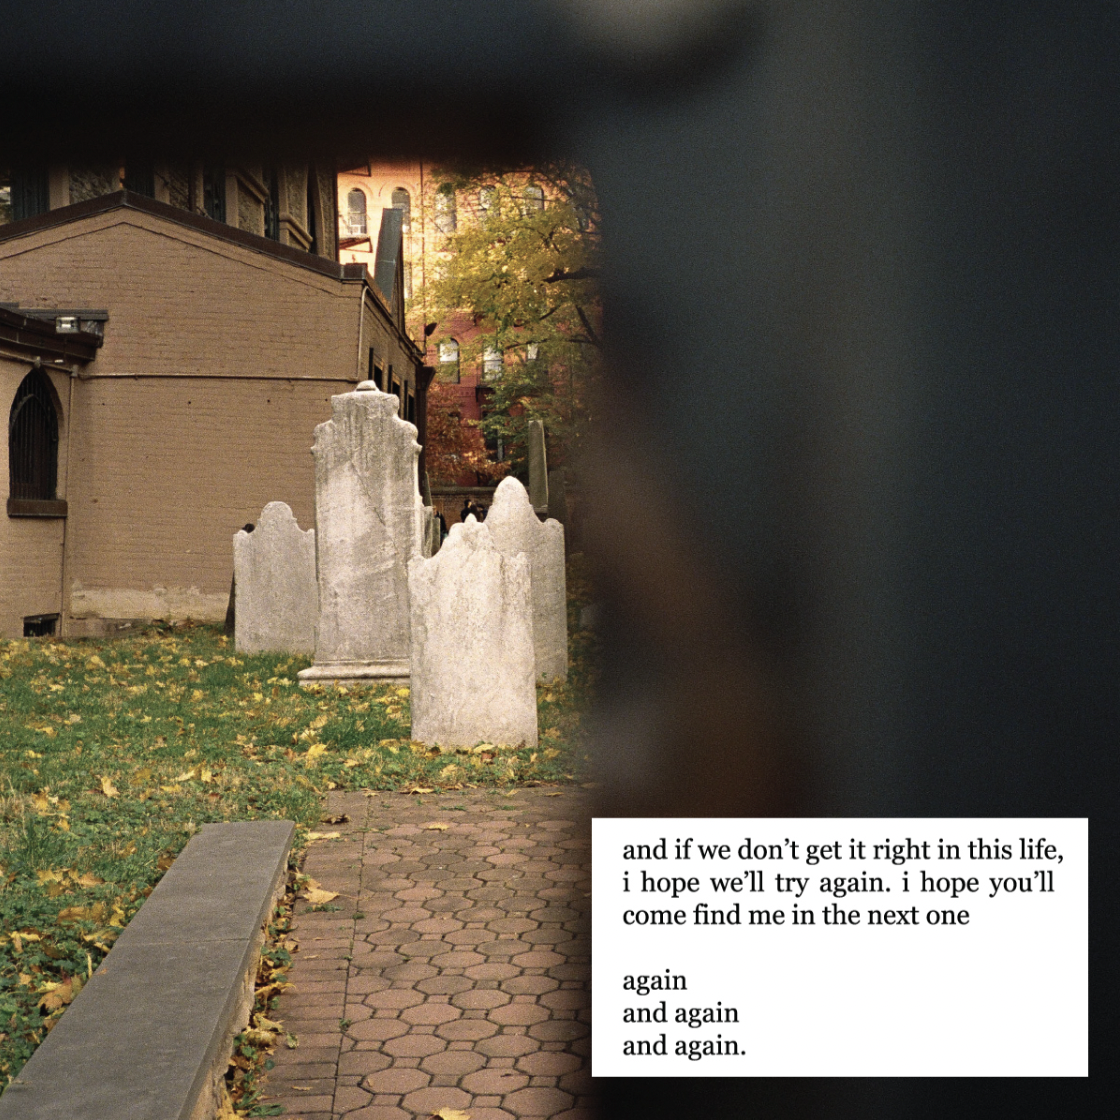 and if we don’t get it right in this life,
i hope we’ll try again. i hope you’ll
come find me in the next one
again
and again
and again.